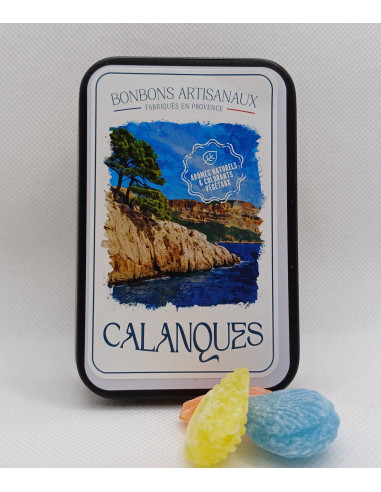 BONBONS ARTISANAUX
FABRIQUÉS EN PROVENCE
ARÔMES NATURELS
& COLORANTS
VÉGÉTAUX
CALANQUES